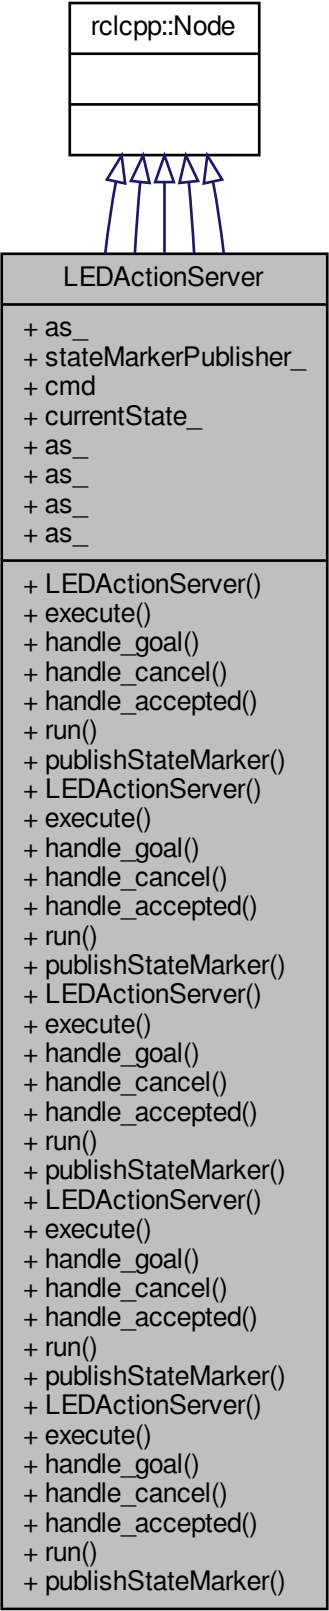 rclcpp::Node
LEDActionServer
+ as_
+ stateMarkerPublisher_
+ cmd
+ currentState_
+ as_
+ as_
+ as_
+ as_
+ LEDActionServer()
+ execute()
+ handle_goal()
+ handle_cancel()
+ handle_accepted()
+ run()
+ publishStateMarker()
+ LEDActionServer()
+ execute()
+ handle_goal()
+ handle_cancel()
+ handle_accepted()
+ run()
+ publishStateMarker()
+ LEDActionServer()
+ execute()
+ handle_goal()
+ handle_cancel()
+ handle_accepted()
+ run()
+ publishStateMarker()
+ LEDActionServer()
+ execute()
+ handle_goal()
+ handle_cancel()
+ handle_accepted()
+ run()
+ publishStateMarker()
+ LEDActionServer()
+ execute()
+ handle_goal()
+ handle_cancel()
+ handle_accepted()
+ run()
+ publishStateMarker()